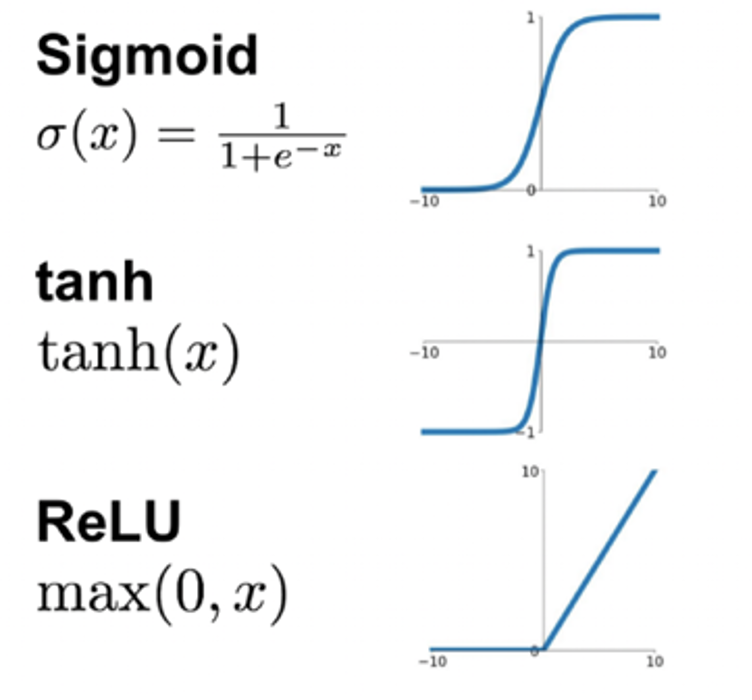 Sigmoid
σ(x) = 1/(1+e^{-x})
1
0
-10 10
tanh
tanh(x)
1
-10 10
-1
ReLU
max(0, x)
10
0
-10 10